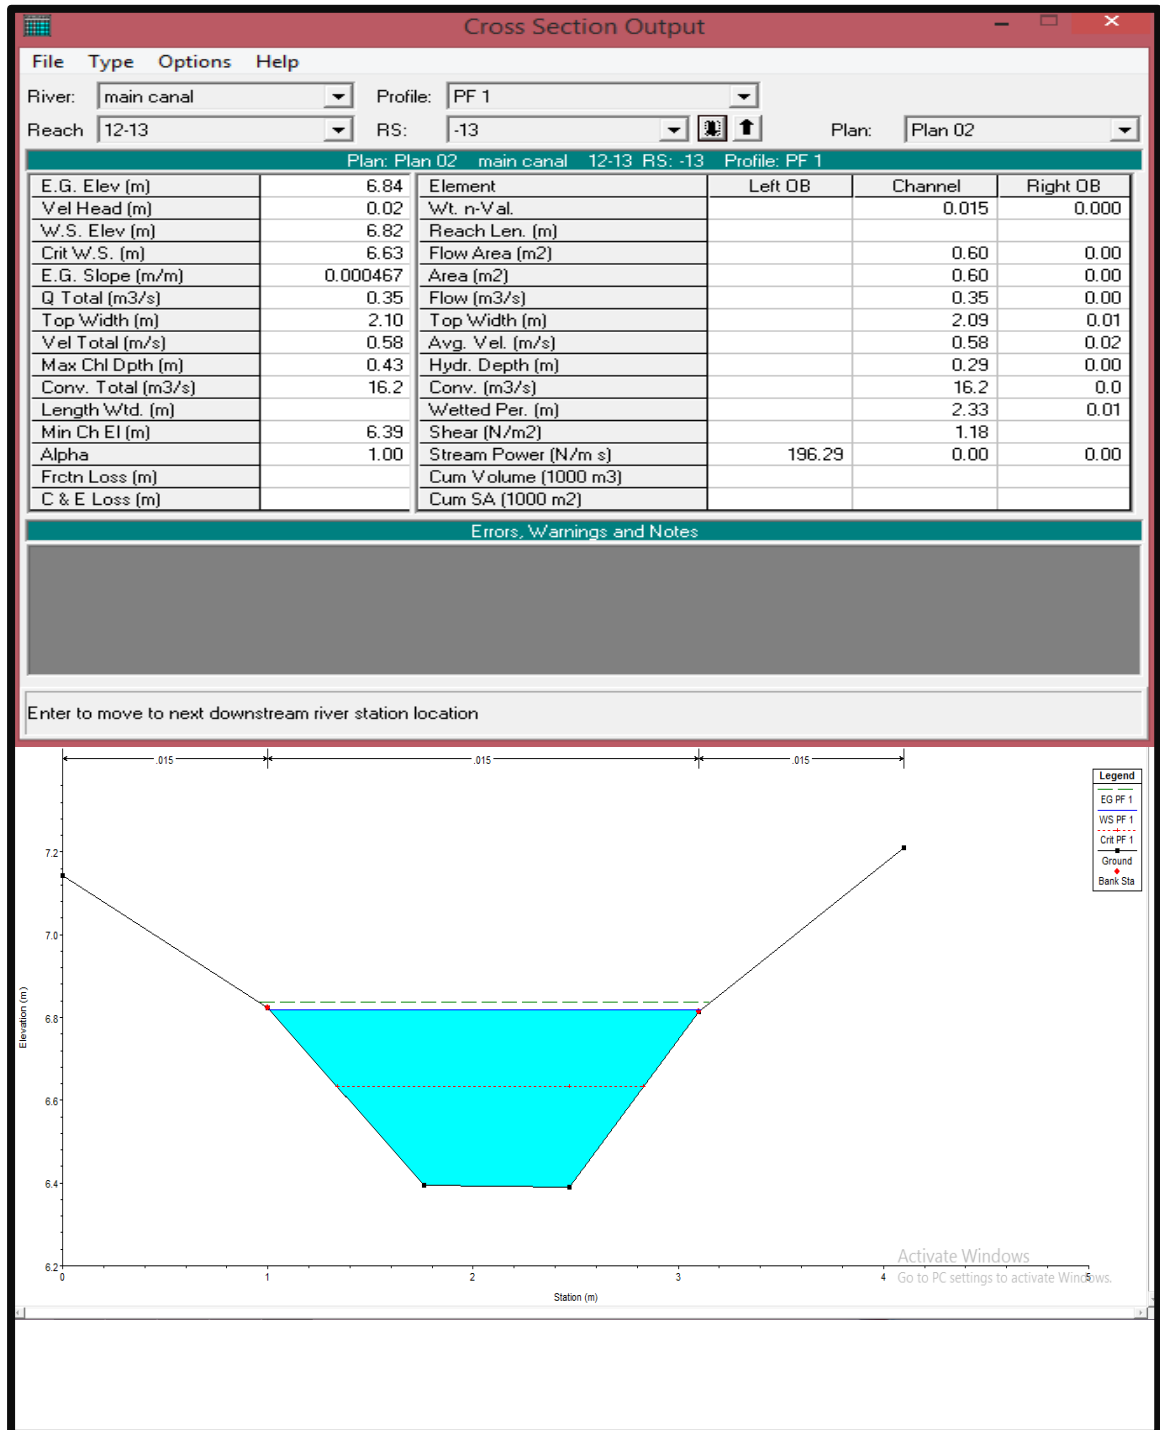 Cross Section Output
File Type Options Help
River: main canal Profile: PF 1
Reach 12-13 RS: -13 Plan: Plan 02
Plan: Plan 02 main canal 12-13 RS: -13 Profile: PF 1
E.G. Elev (m) 6.84 Element Left OB Channel Right OB
Vel Head (m) 0.02 Wt. n-Val. 0.015 0.000
W.S. Elev (m) 6.82 Reach Len. (m)
Crit W.S. (m) 6.63 Flow Area (m2) 0.60 0.00
E.G. Slope (m/m) 0.000467 Area (m2) 0.60 0.00
Q Total (m3/s) 0.35 Flow (m3/s) 0.35 0.00
Top Width (m) 2.10 Top Width (m) 2.09 0.01
Vel Total (m/s) 0.58 Avg. Vel. (m/s) 0.58 0.02
Max Chl Dpth (m) 0.43 Hydr. Depth (m) 0.29 0.00
Conv. Total (m3/s) 16.2 Conv. (m3/s) 16.2 0.0
Length Wtd. (m) Wetted Per. (m) 2.33 0.01
Min Ch El (m) 6.39 Shear (N/m2) 1.18
Alpha 1.00 Stream Power (N/m s) 196.29 0.00 0.00
Frctn Loss (m) Cum Volume (1000 m3)
C & E Loss (m) Cum SA (1000 m2)
Errors, Warnings and Notes
Enter to move to next downstream river station location
.015 .015 .015
Legend
EG PF 1
WS PF 1
Crit PF 1
Ground
Bank Sta
7.2
7.0
6.8
6.6
6.4
6.2
Elevation (m)
0 1 2 3 4 5
Station (m)
Activate Windows
Go to PC settings to activate Windows.